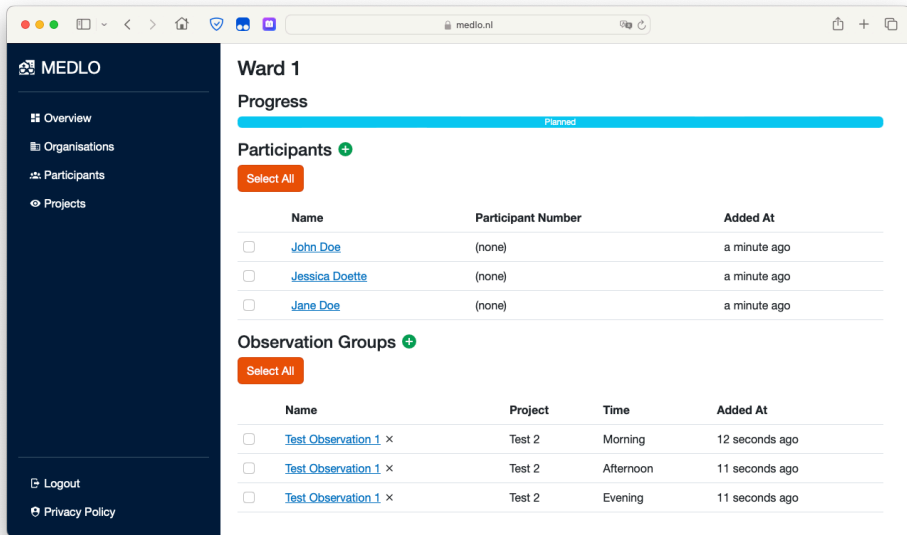 medlo.nl
MEDLO
Overview
Organisations
Participants
Projects
Logout
Privacy Policy
Ward 1
Progress
Planned
Participants
Select All
Name Participant Number Added At
John Doe (none) a minute ago
Jessica Doette (none) a minute ago
Jane Doe (none) a minute ago
Observation Groups
Select All
Name Project Time Added At
Test Observation 1 × Test 2 Morning 12 seconds ago
Test Observation 1 × Test 2 Afternoon 11 seconds ago
Test Observation 1 × Test 2 Evening 11 seconds ago